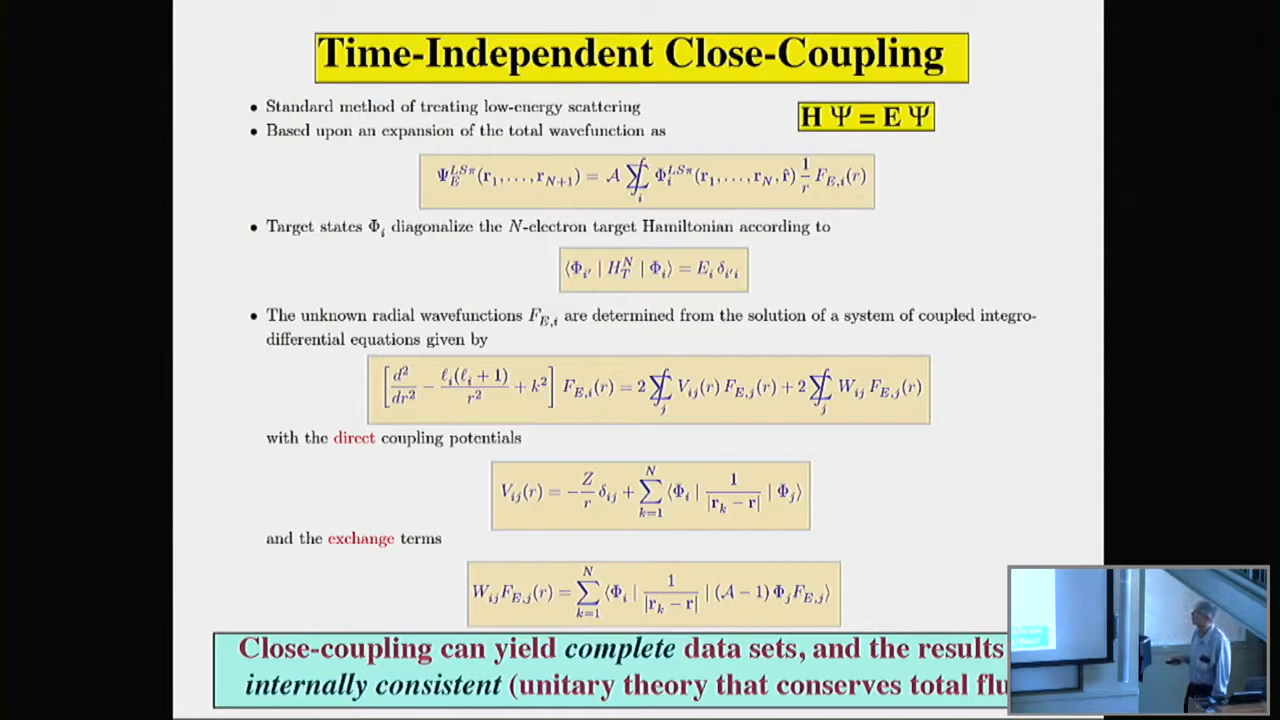 Time-Independent Close-Coupling
• Standard method of treating low-energy scattering
H Ψ = E Ψ
• Based upon an expansion of the total wavefunction as
Ψ_E^{LSπ}(r_1, . . . , r_{N+1}) = 𝒜 ∑∫_i Φ_i^{LSπ}(r_1, . . . , r_N, r̂) 1/r F_{E,i}(r)
• Target states Φ_i diagonalize the N-electron target Hamiltonian according to
⟨Φ_{i'} | H_T^N | Φ_i⟩ = E_i δ_{i'i}
• The unknown radial wavefunctions F_{E,i} are determined from the solution of a system of coupled integro-
differential equations given by
[d²/dr² − ℓ_i(ℓ_i + 1)/r² + k²] F_{E,i}(r) = 2 ∑∫_j V_{ij}(r) F_{E,j}(r) + 2 ∑∫_j W_{ij} F_{E,j}(r)
with the direct coupling potentials
V_{ij}(r) = −Z/r δ_{ij} + ∑_{k=1}^N ⟨Φ_i | 1/|r_k − r| | Φ_j⟩
and the exchange terms
W_{ij}F_{E,j}(r) = ∑_{k=1}^N ⟨Φ_i | 1/|r_k − r| | (𝒜 − 1) Φ_jF_{E,j}⟩
Close-coupling can yield complete data sets, and the results
internally consistent (unitary theory that conserves total flu